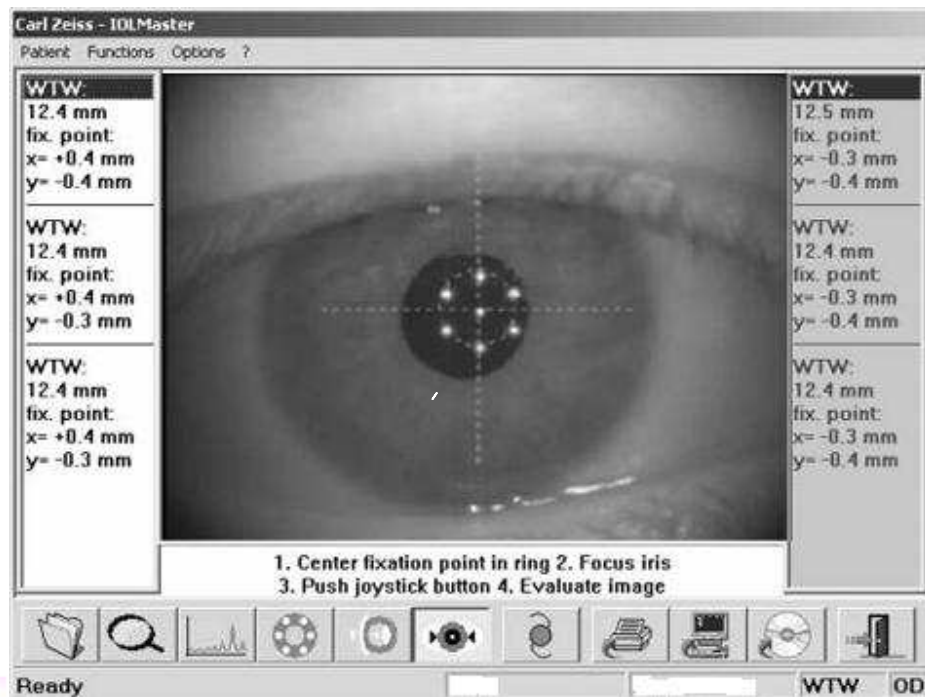 Carl Zeiss - IOLMaster
Patient Functions Options ?
WTW:
12.4 mm
fix. point:
x= +0.4 mm
y= -0.4 mm
WTW:
12.4 mm
fix. point:
x= +0.4 mm
y= -0.3 mm
WTW:
12.4 mm
fix. point:
x= +0.4 mm
y= -0.3 mm
WTW:
12.5 mm
fix. point:
x= -0.3 mm
y= -0.4 mm
WTW:
12.4 mm
fix. point:
x= -0.3 mm
y= -0.4 mm
WTW:
12.4 mm
fix. point:
x= -0.3 mm
y= -0.4 mm
1. Center fixation point in ring 2. Focus iris
3. Push joystick button 4. Evaluate image
Ready WTW OD